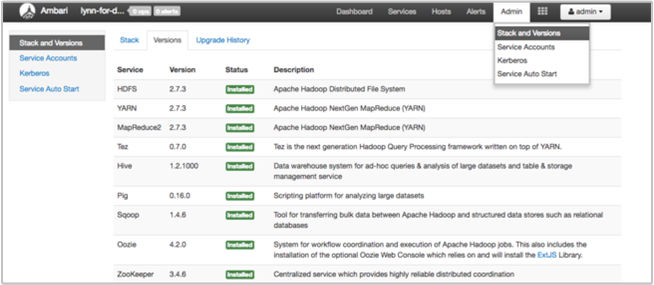 Ambari lynn-for-d... 0 ops 0 alerts Dashboard Services Hosts Alerts Admin admin
Stack and Versions
Service Accounts
Kerberos
Service Auto Start
Stack and Versions
Service Accounts
Kerberos
Service Auto Start
Stack Versions Upgrade History
Service Version Status Description
HDFS 2.7.3 Installed Apache Hadoop Distributed File System
YARN 2.7.3 Installed Apache Hadoop NextGen MapReduce (YARN)
MapReduce2 2.7.3 Installed Apache Hadoop NextGen MapReduce (YARN)
Tez 0.7.0 Installed Tez is the next generation Hadoop Query Processing framework written on top of YARN.
Hive 1.2.1000 Installed Data warehouse system for ad-hoc queries & analysis of large datasets and table & storage
management service
Pig 0.16.0 Installed Scripting platform for analyzing large datasets
Sqoop 1.4.6 Installed Tool for transferring bulk data between Apache Hadoop and structured data stores such as relational
databases
Oozie 4.2.0 Installed System for workflow coordination and execution of Apache Hadoop jobs. This also includes the
installation of the optional Oozie Web Console which relies on and will install the ExtJS Library.
ZooKeeper 3.4.6 Installed Centralized service which provides highly reliable distributed coordination